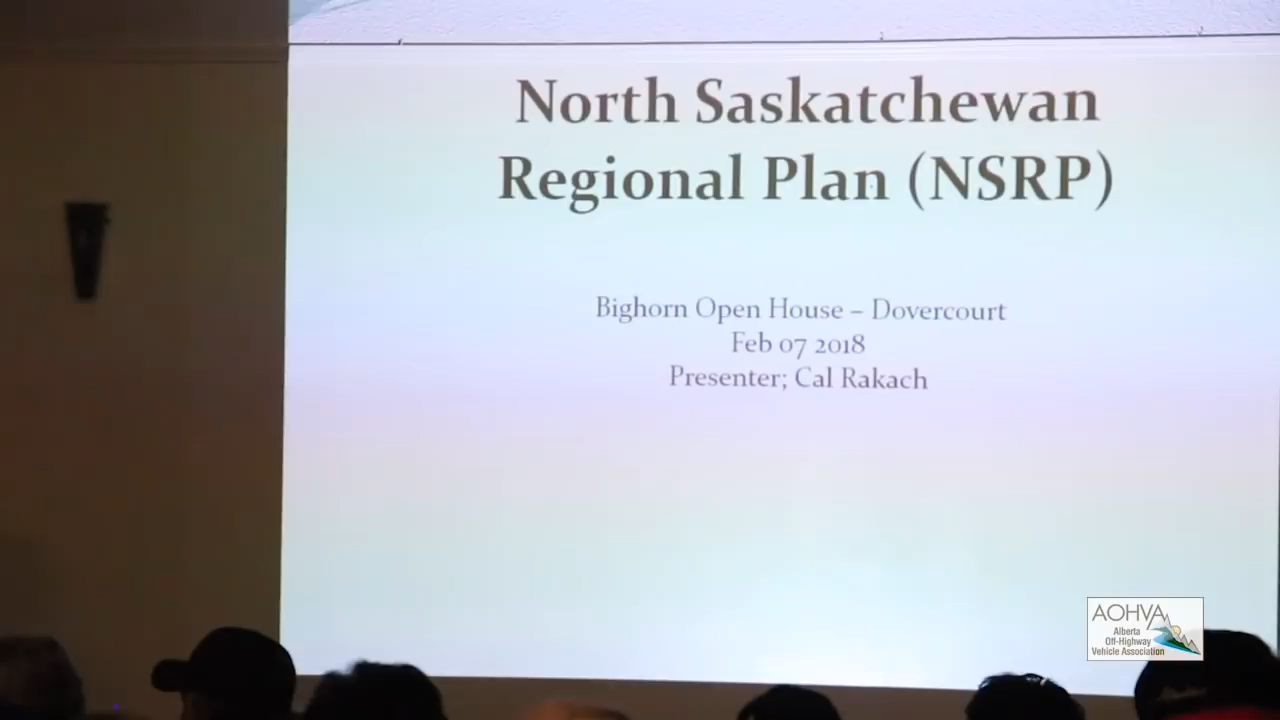 North Saskatchewan
Regional Plan (NSRP)
Bighorn Open House – Dovercourt
Feb 07 2018
Presenter; Cal Rakach
AOHVA
Alberta
Off-Highway
Vehicle Association